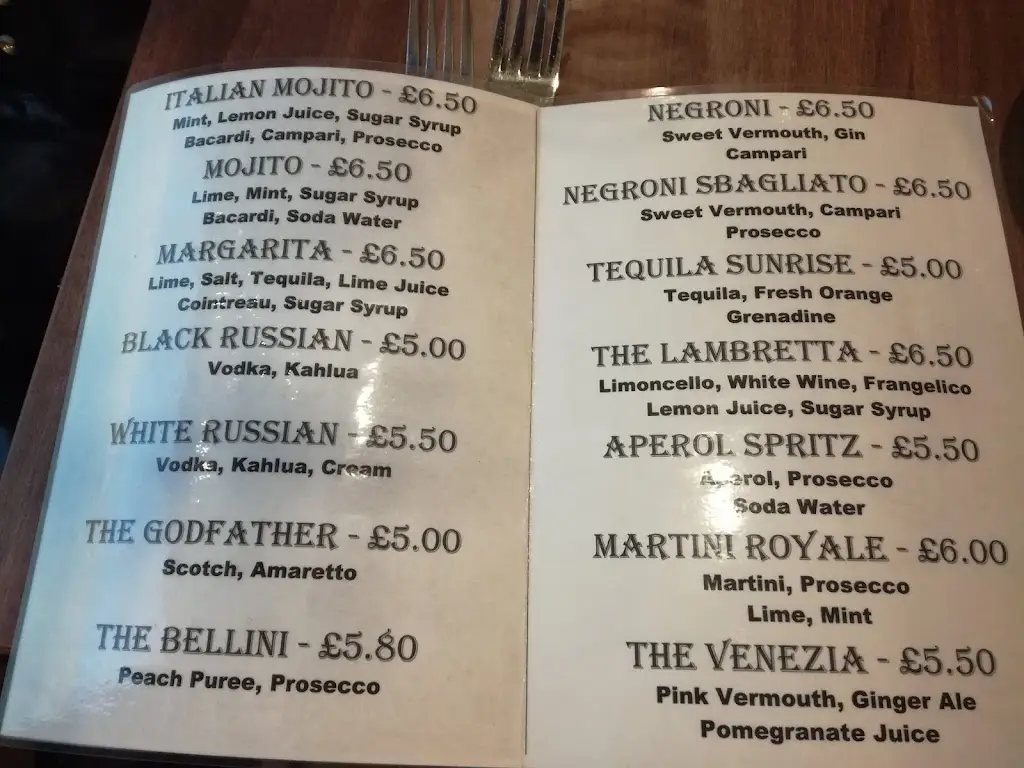 ITALIAN MOJITO - £6.50
Mint, Lemon Juice, Sugar Syrup
Bacardi, Campari, Prosecco
MOJITO - £6.50
Lime, Mint, Sugar Syrup
Bacardi, Soda Water
MARGARITA - £6.50
Lime, Salt, Tequila, Lime Juice
Cointreau, Sugar Syrup
BLACK RUSSIAN - £5.00
Vodka, Kahlua
WHITE RUSSIAN - £5.50
Vodka, Kahlua, Cream
THE GODFATHER - £5.00
Scotch, Amaretto
THE BELLINI - £5.80
Peach Puree, Prosecco
NEGRONI - £6.50
Sweet Vermouth, Gin
Campari
NEGRONI SBAGLIATO - £6.50
Sweet Vermouth, Campari
Prosecco
TEQUILA SUNRISE - £5.00
Tequila, Fresh Orange
Grenadine
THE LAMBRETTA - £6.50
Limoncello, White Wine, Frangelico
Lemon Juice, Sugar Syrup
APEROL SPRITZ - £5.50
Aperol, Prosecco
Soda Water
MARTINI ROYALE - £6.00
Martini, Prosecco
Lime, Mint
THE VENEZIA - £5.50
Pink Vermouth, Ginger Ale
Pomegranate Juice